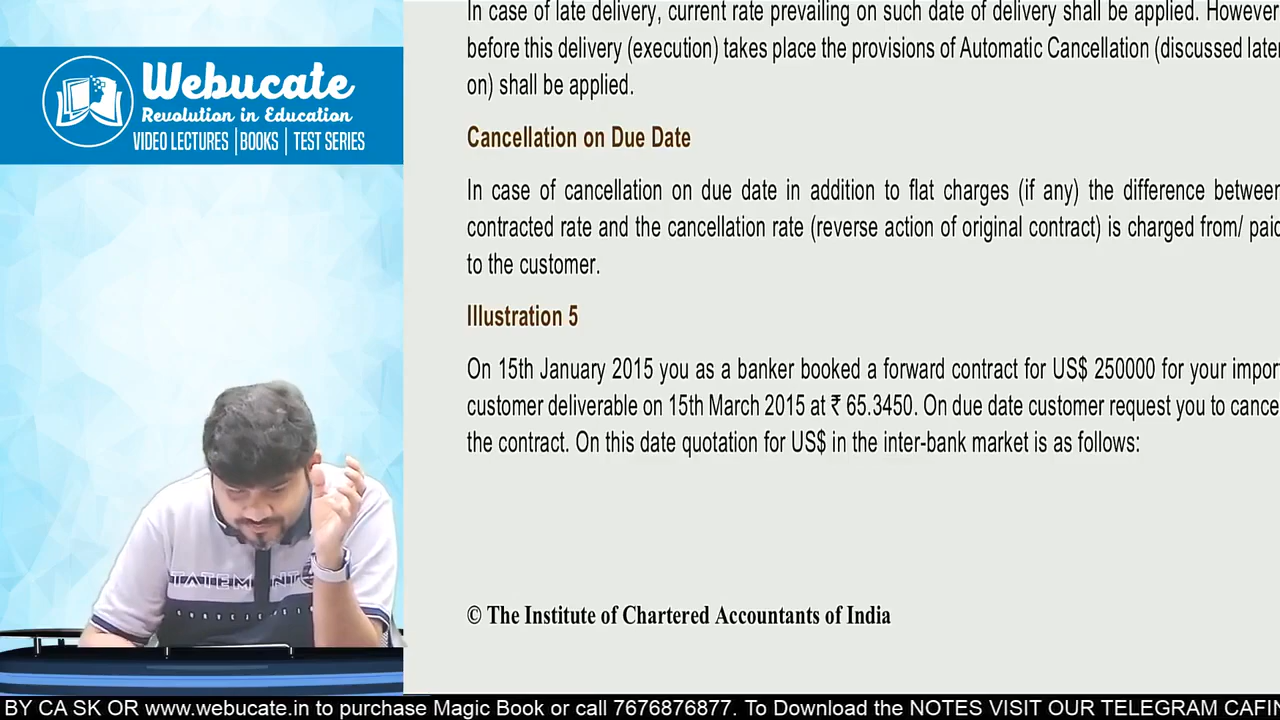 Webucate
Revolution in Education
VIDEO LECTURES | BOOKS | TEST SERIES
In case of late delivery, current rate prevailing on such date of delivery shall be applied. However
before this delivery (execution) takes place the provisions of Automatic Cancellation (discussed later
on) shall be applied.
Cancellation on Due Date
In case of cancellation on due date in addition to flat charges (if any) the difference between
contracted rate and the cancellation rate (reverse action of original contract) is charged from/ paid
to the customer.
Illustration 5
On 15th January 2015 you as a banker booked a forward contract for US$ 250000 for your impor
customer deliverable on 15th March 2015 at ₹ 65.3450. On due date customer request you to cance
the contract. On this date quotation for US$ in the inter-bank market is as follows:
© The Institute of Chartered Accountants of India
BY CA SK OR www.webucate.in to purchase Magic Book or call 7676876877. To Download the NOTES VISIT OUR TELEGRAM CAFIN